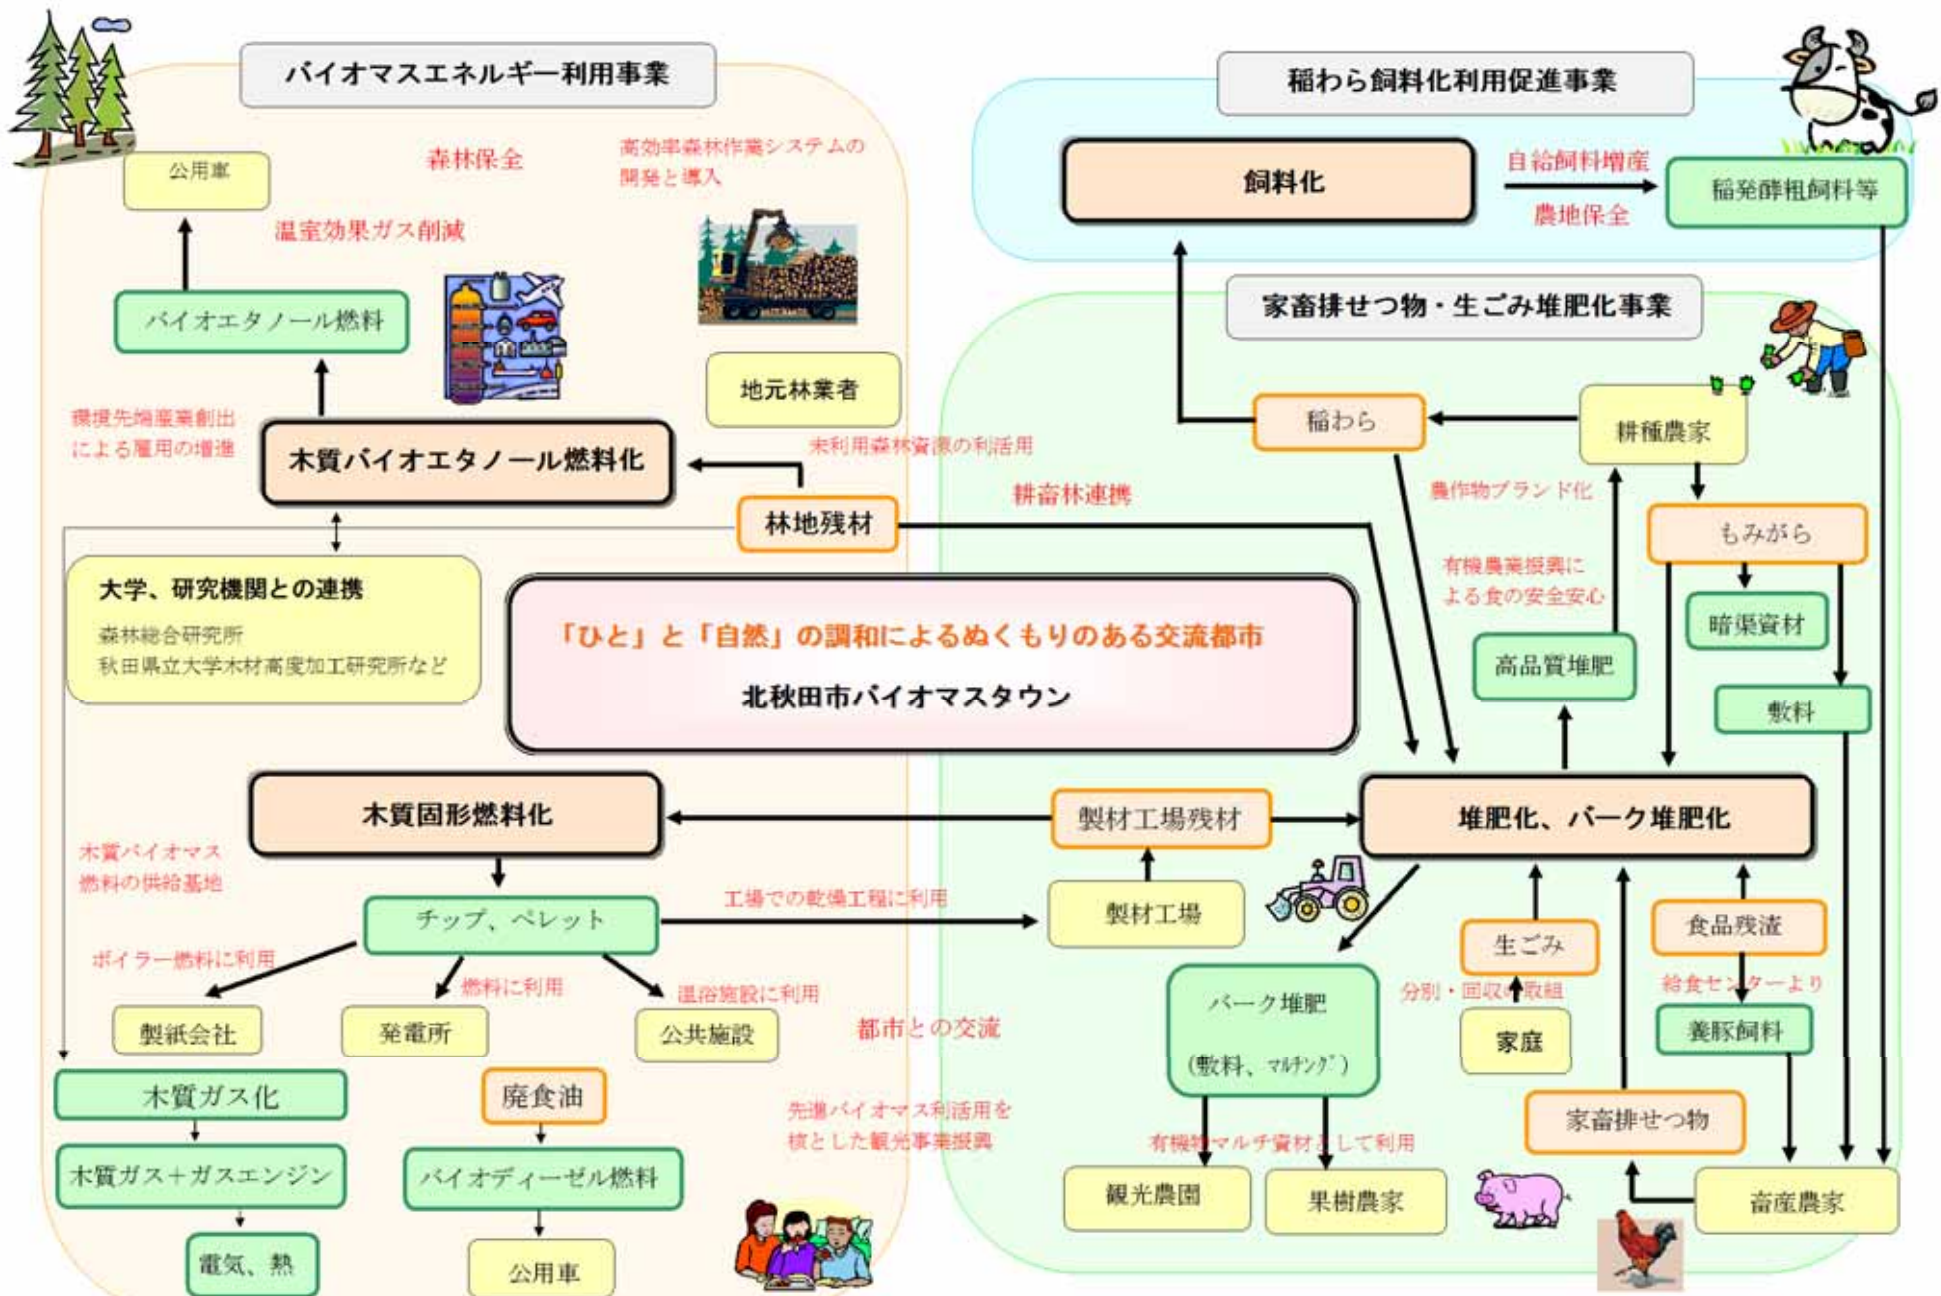 バイオマスエネルギー利用事業
公用車
森林保全
高効率森林作業システムの
開発と導入
温室効果ガス削減
バイオエタノール燃料
地元林業者
環境先端産業創出
による雇用の増進
木質バイオエタノール燃料化
未利用森林資源の利活用
林地残材
耕畜林連携
大学、研究機関との連携
森林総合研究所
秋田県立大学木材高度加工研究所など
「ひと」と「自然」の調和によるぬくもりのある交流都市
北秋田市バイオマスタウン
木質固形燃料化
木質バイオマス
燃料の供給基地
チップ、ペレット
工場での乾燥工程に利用
ボイラー燃料に利用
燃料に利用
温浴施設に利用
製紙会社
発電所
公共施設
都市との交流
木質ガス化
廃食油
先進バイオマス利活用を
核とした観光事業振興
木質ガス+ガスエンジン
バイオディーゼル燃料
電気、熱
公用車
稲わら飼料化利用促進事業
飼料化
自給飼料増産
農地保全
稲発酵粗飼料等
家畜排せつ物・生ごみ堆肥化事業
稲わら
耕種農家
農作物ブランド化
もみがら
有機農業振興に
よる食の安全安心
暗渠資材
高品質堆肥
敷料
製材工場残材
堆肥化、バーク堆肥化
製材工場
生ごみ
食品残渣
分別・回収の取組
給食センターより
バーク堆肥
(敷料、マルチング)
家庭
養豚飼料
家畜排せつ物
有機物マルチ資材として利用
観光農園
果樹農家
畜産農家